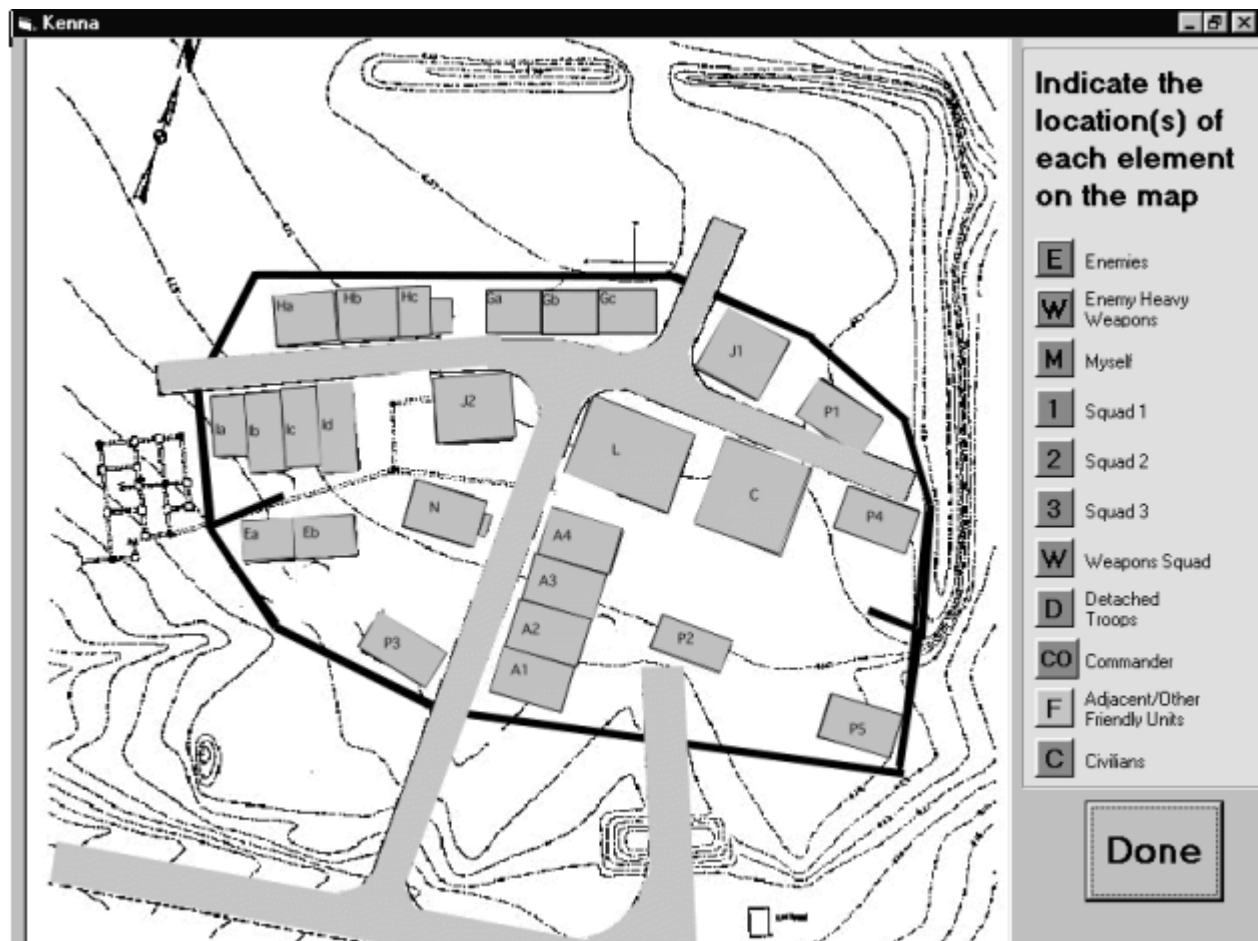 Kenna
Indicate the
location(s) of
each element
on the map
E Enemies
W Enemy Heavy
Weapons
M Myself
1 Squad 1
2 Squad 2
3 Squad 3
W Weapons Squad
D Detached
Troops
CO Commander
F Adjacent/Other
Friendly Units
C Civilians
Done
Ha Hb Hc Ga Gb Gc
J1
J2
P1
Ia Ib Ic Id
L
C
N
P4
Ea Eb
A4
A3
A2
A1
P3
P2
P5